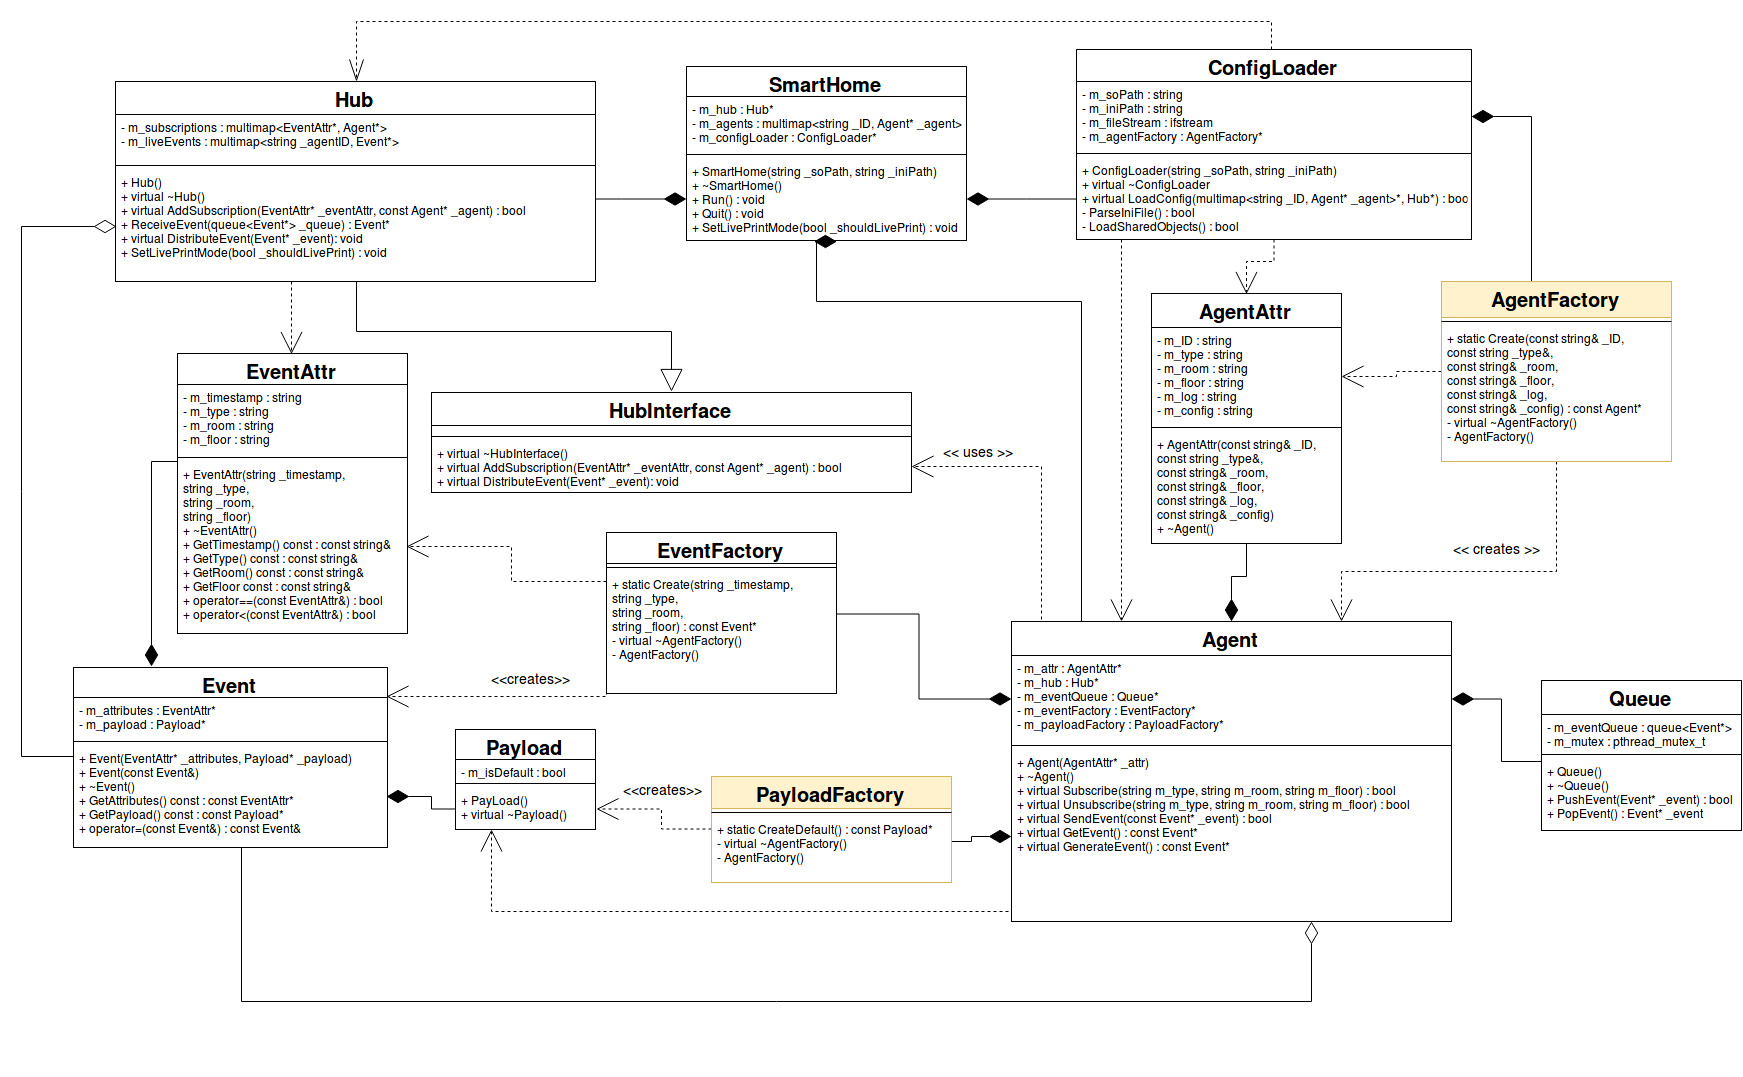 Hub
- m_subscriptions : multimap<EventAttr*, Agent*>
- m_liveEvents : multimap<string _agentID, Event*>
+ Hub()
+ virtual ~Hub()
+ virtual AddSubscription(EventAttr* _eventAttr, const Agent* _agent) : bool
+ ReceiveEvent(queue<Event*> _queue) : Event*
+ virtual DistributeEvent(Event* _event): void
+ SetLivePrintMode(bool _shouldLivePrint) : void
SmartHome
- m_hub : Hub*
- m_agents : multimap<string _ID, Agent* _agent>
- m_configLoader : ConfigLoader*
+ SmartHome(string _soPath, string _iniPath)
+ ~SmartHome()
+ Run() : void
+ Quit() : void
+ SetLivePrintMode(bool _shouldLivePrint) : void
ConfigLoader
- m_soPath : string
- m_iniPath : string
- m_fileStream : ifstream
- m_agentFactory : AgentFactory*
+ ConfigLoader(string _soPath, string _iniPath)
+ virtual ~ConfigLoader
+ virtual LoadConfig(multimap<string _ID, Agent* _agent>*, Hub*) : boo
- ParseIniFile() : bool
- LoadSharedObjects() : bool
AgentAttr
- m_ID : string
- m_type : string
- m_room : string
- m_floor : string
- m_log : string
- m_config : string
+ AgentAttr(const string& _ID,
const string _type&,
const string& _room,
const string& _floor,
const string& _log,
const string& _config)
+ ~Agent()
AgentFactory
+ static Create(const string& _ID,
const string _type&,
const string& _room,
const string& _floor,
const string& _log,
const string& _config) : const Agent*
- virtual ~AgentFactory()
- AgentFactory()
EventAttr
- m_timestamp : string
- m_type : string
- m_room : string
- m_floor : string
+ EventAttr(string _timestamp,
string _type,
string _room,
string _floor)
+ ~EventAttr()
+ GetTimestamp() const : const string&
+ GetType() const : const string&
+ GetRoom() const : const string&
+ GetFloor const : const string&
+ operator==(const EventAttr&) : bool
+ operator<(const EventAttr&) : bool
HubInterface
+ virtual ~HubInterface()
+ virtual AddSubscription(EventAttr* _eventAttr, const Agent* _agent) : bool
+ virtual DistributeEvent(Event* _event): void
<< uses >>
EventFactory
+ static Create(string _timestamp,
string _type,
string _room,
string _floor) : const Event*
- virtual ~AgentFactory()
- AgentFactory()
<< creates >>
<<creates>>
Event
- m_attributes : EventAttr*
- m_payload : Payload*
+ Event(EventAttr* _attributes, Payload* _payload)
+ Event(const Event&)
+ ~Event()
+ GetAttributes() const : const EventAttr*
+ GetPayload() const : const Payload*
+ operator=(const Event&) : const Event&
Payload
- m_isDefault : bool
+ PayLoad()
+ virtual ~Payload()
<<creates>>
PayloadFactory
+ static CreateDefault() : const Payload*
- virtual ~AgentFactory()
- AgentFactory()
Agent
- m_attr : AgentAttr*
- m_hub : Hub*
- m_eventQueue : Queue*
- m_eventFactory : EventFactory*
- m_payloadFactory : PayloadFactory*
+ Agent(AgentAttr* _attr)
+ ~Agent()
+ virtual Subscribe(string m_type, string m_room, string m_floor) : bool
+ virtual Unsubscribe(string m_type, string m_room, string m_floor) : bool
+ virtual SendEvent(const Event* _event) : bool
+ virtual GetEvent() : const Event*
+ virtual GenerateEvent() : const Event*
Queue
- m_eventQueue : queue<Event*>
- m_mutex : pthread_mutex_t
+ Queue()
+ ~Queue()
+ PushEvent(Event* _event) : bool
+ PopEvent() : Event* _event